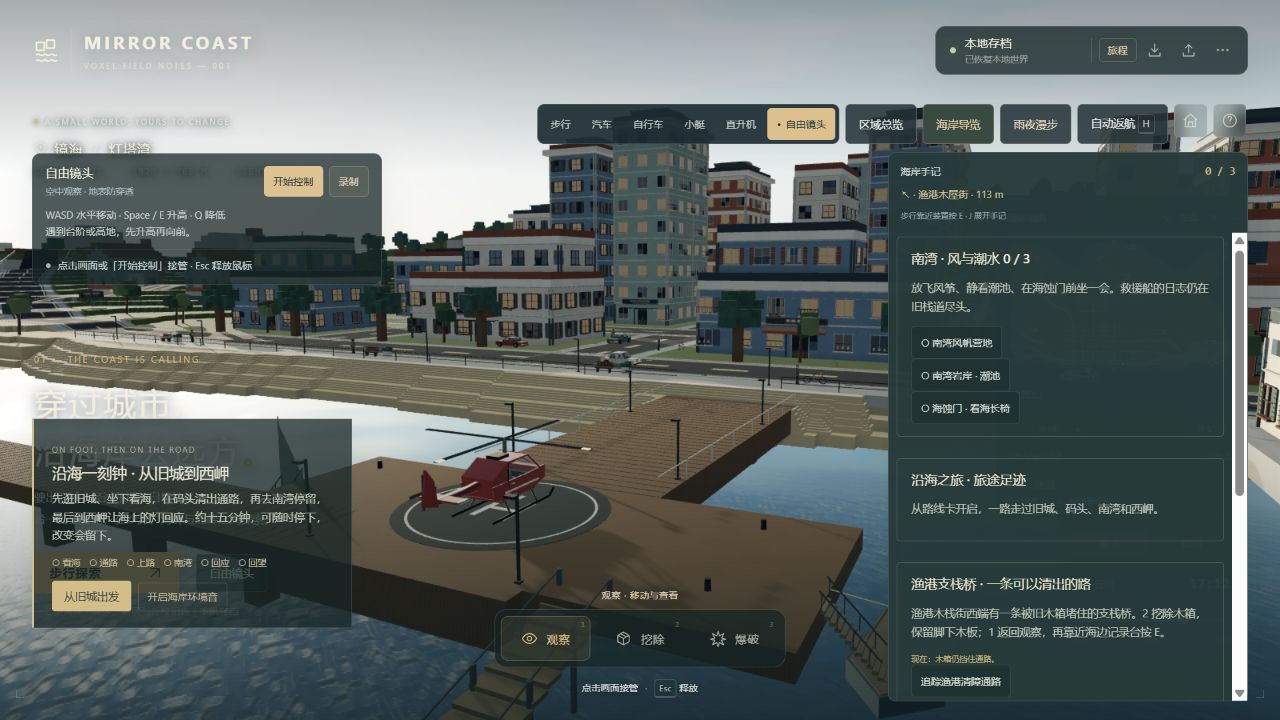 MIRROR COAST
VOXEL FIELD NOTES — 001
本地存档
已恢复本地世界
旅程
A SMALL WORLD, YOURS TO CHANGE
步行
汽车
自行车
小艇
直升机
自由镜头
区域总览
海岸导览
雨夜漫步
自动返航 H
镜海 灯塔湾
自由镜头
空中观察 · 地表防穿透
开始控制
录制
WASD 水平移动 · Space / E 升高 · Q 降低
遇到台阶或高地，先升高再向前。
点击画面或「开始控制」接管 · Esc 释放鼠标
海岸手记
0 / 3
↖ · 渔港木屋街 · 113 m
步行靠近装置按 E · J 展开手记
南湾 · 风与潮水 0 / 3
放飞风筝、静看潮池、在海蚀门前坐一会。救援船的日志仍在
旧栈道尽头。
南湾风帆营地
南湾岩岸 · 潮池
海蚀门 · 看海长椅
沿海之旅 · 旅途足迹
从路线卡开启，一路走过旧城、码头、南湾和西岬。
渔港支栈桥 · 一条可以清出的路
渔港木栈街西端有一条被旧木箱堵住的支栈桥。2 挖除木箱，
保留脚下木板；1 返回观察，再靠近海边记录台按 E。
现在：木箱仍挡住通路。
追踪渔港清障通路
THE COAST IS CALLING
穿过城市
ON FOOT, THEN ON THE ROAD
沿海一刻钟 · 从旧城到西岬
先逛旧城、坐下看海，在码头清出通路，再去南湾停留，
最后到西岬让海上的灯回应。约十五分钟，可随时停下，
改变会留下。
看海 通路 上路 南湾 回应 回望
步行探索
自由镜头
从旧城出发
开启海岸环境音
观察 · 移动与查看
观察 1
挖除 2
爆破 3
点击画面接管 · Esc 释放